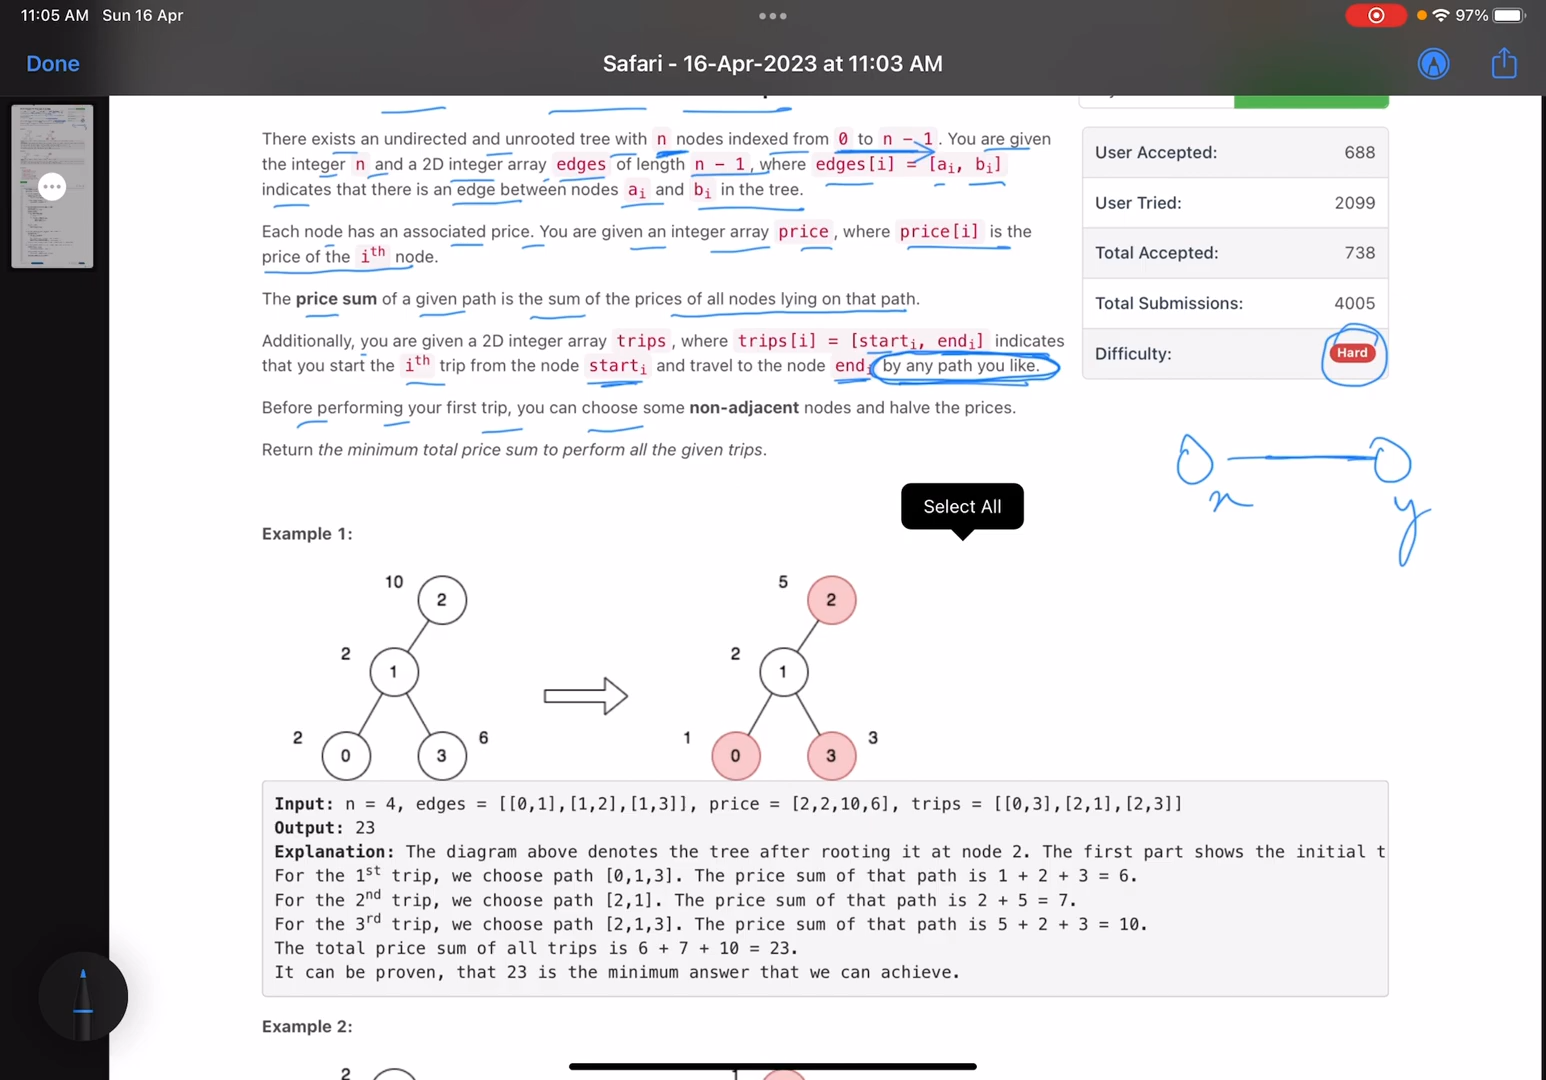 11:05 AM Sun 16 Apr
97%
Done
Safari - 16-Apr-2023 at 11:03 AM
There exists an undirected and unrooted tree with n nodes indexed from 0 to n - 1. You are given
the integer n and a 2D integer array edges of length n - 1, where edges[i] = [aᵢ, bᵢ]
indicates that there is an edge between nodes aᵢ and bᵢ in the tree.
Each node has an associated price. You are given an integer array price, where price[i] is the
price of the iᵗʰ node.
The price sum of a given path is the sum of the prices of all nodes lying on that path.
Additionally, you are given a 2D integer array trips, where trips[i] = [startᵢ, endᵢ] indicates
that you start the iᵗʰ trip from the node startᵢ and travel to the node endᵢ by any path you like.
Before performing your first trip, you can choose some non-adjacent nodes and halve the prices.
Return the minimum total price sum to perform all the given trips.
User Accepted: 688
User Tried: 2099
Total Accepted: 738
Total Submissions: 4005
Difficulty: Hard
x y
Select All
Example 1:
10 2 5 2
2 1 2 1
2 0 3 6 1 0 3 3
Input: n = 4, edges = [[0,1],[1,2],[1,3]], price = [2,2,10,6], trips = [[0,3],[2,1],[2,3]]
Output: 23
Explanation: The diagram above denotes the tree after rooting it at node 2. The first part shows the initial t
For the 1ˢᵗ trip, we choose path [0,1,3]. The price sum of that path is 1 + 2 + 3 = 6.
For the 2ⁿᵈ trip, we choose path [2,1]. The price sum of that path is 2 + 5 = 7.
For the 3ʳᵈ trip, we choose path [2,1,3]. The price sum of that path is 5 + 2 + 3 = 10.
The total price sum of all trips is 6 + 7 + 10 = 23.
It can be proven, that 23 is the minimum answer that we can achieve.
Example 2:
2 1